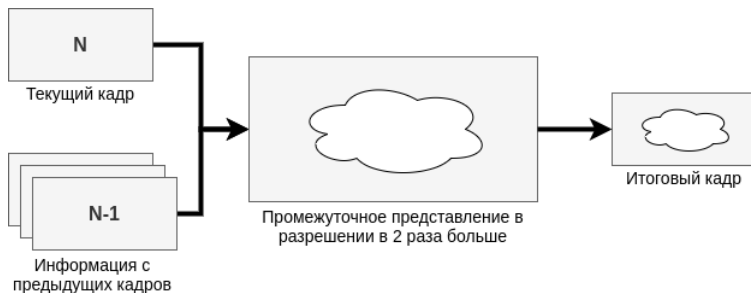 N
Текущий кадр
N-1
Информация с
предыдущих кадров
Промежуточное представление в
разрешении в 2 раза больше
Итоговый кадр